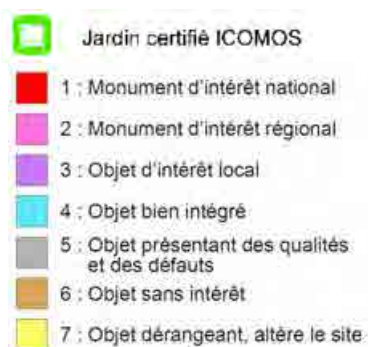 Jardin certifié ICOMOS
1 : Monument d'intérêt national
2 : Monument d'intérêt régional
3 : Objet d'intérêt local
4 : Objet bien intégré
5 : Objet présentant des qualités
et des défauts
6 : Objet sans intérêt
7 : Objet dérangeant, altère le site